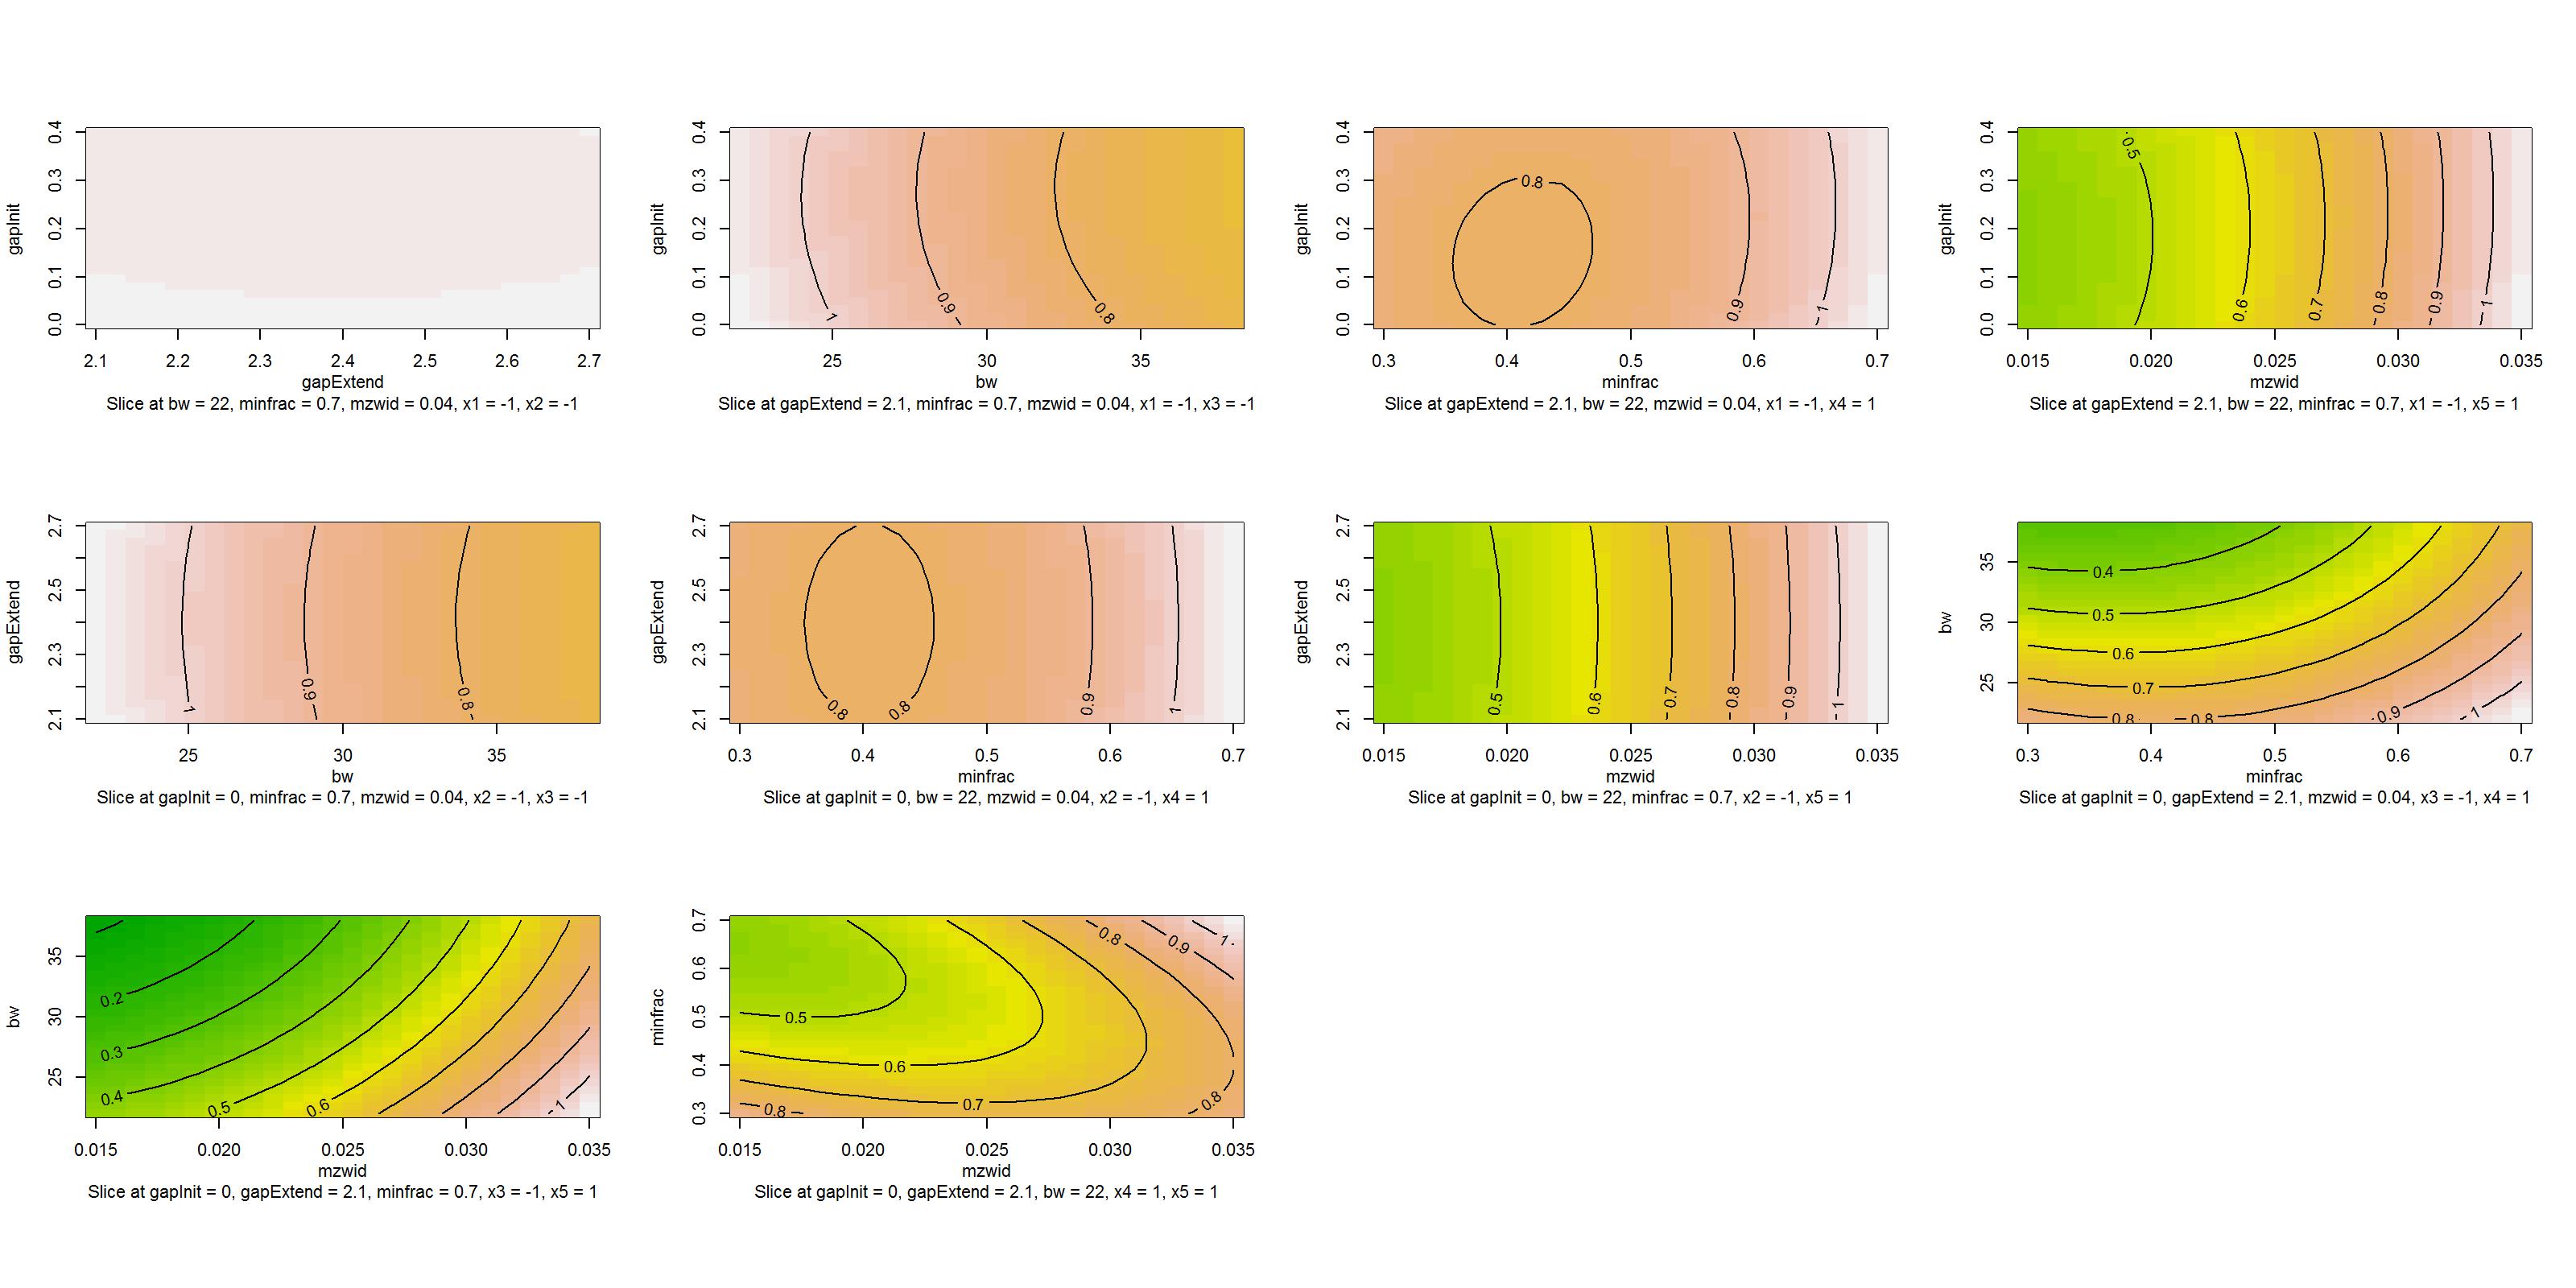 gapInit
0.0 0.1 0.2 0.3 0.4
2.1 2.2 2.3 2.4 2.5 2.6 2.7
gapExtend
Slice at bw = 22, minfrac = 0.7, mzwid = 0.04, x1 = -1, x2 = -1
gapInit
0.0 0.1 0.2 0.3 0.4
1 0.9 0.8
25 30 35
bw
Slice at gapExtend = 2.1, minfrac = 0.7, mzwid = 0.04, x1 = -1, x3 = -1
gapInit
0.0 0.1 0.2 0.3 0.4
0.8 0.9 1
0.3 0.4 0.5 0.6 0.7
minfrac
Slice at gapExtend = 2.1, bw = 22, mzwid = 0.04, x1 = -1, x4 = 1
gapInit
0.0 0.1 0.2 0.3 0.4
0.5 0.6 0.7 0.8 0.9 1
0.015 0.020 0.025 0.030 0.035
mzwid
Slice at gapExtend = 2.1, bw = 22, minfrac = 0.7, x1 = -1, x5 = 1
gapExtend
2.1 2.3 2.5 2.7
1 0.9 0.8
25 30 35
bw
Slice at gapInit = 0, minfrac = 0.7, mzwid = 0.04, x2 = -1, x3 = -1
gapExtend
2.1 2.3 2.5 2.7
0.8 0.8 0.9 1
0.3 0.4 0.5 0.6 0.7
minfrac
Slice at gapInit = 0, bw = 22, mzwid = 0.04, x2 = -1, x4 = 1
gapExtend
2.1 2.3 2.5 2.7
0.5 0.6 0.7 0.8 0.9 1
0.015 0.020 0.025 0.030 0.035
mzwid
Slice at gapInit = 0, bw = 22, minfrac = 0.7, x2 = -1, x5 = 1
bw
25 30 35
0.4
0.5
0.6
0.7
0.8 0.8 0.9 1
0.3 0.4 0.5 0.6 0.7
minfrac
Slice at gapInit = 0, gapExtend = 2.1, mzwid = 0.04, x3 = -1, x4 = 1
bw
25 30 35
0.2
0.3
0.4
0.5 0.6 1
0.015 0.020 0.025 0.030 0.035
mzwid
Slice at gapInit = 0, gapExtend = 2.1, minfrac = 0.7, x3 = -1, x5 = 1
minfrac
0.3 0.4 0.5 0.6 0.7
0.8 0.9 1
0.5
0.6
0.7
0.8 0.8
0.015 0.020 0.025 0.030 0.035
mzwid
Slice at gapInit = 0, gapExtend = 2.1, bw = 22, x4 = 1, x5 = 1